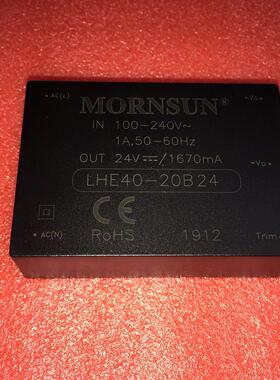 AC(L)
-Vo
MORNSUN®
IN 100-240V~
1A,50-60Hz
OUT 24V⎓/1670mA
+Vo
LHE40-20B24
CE
AC(N)
RoHS
1912
Trim